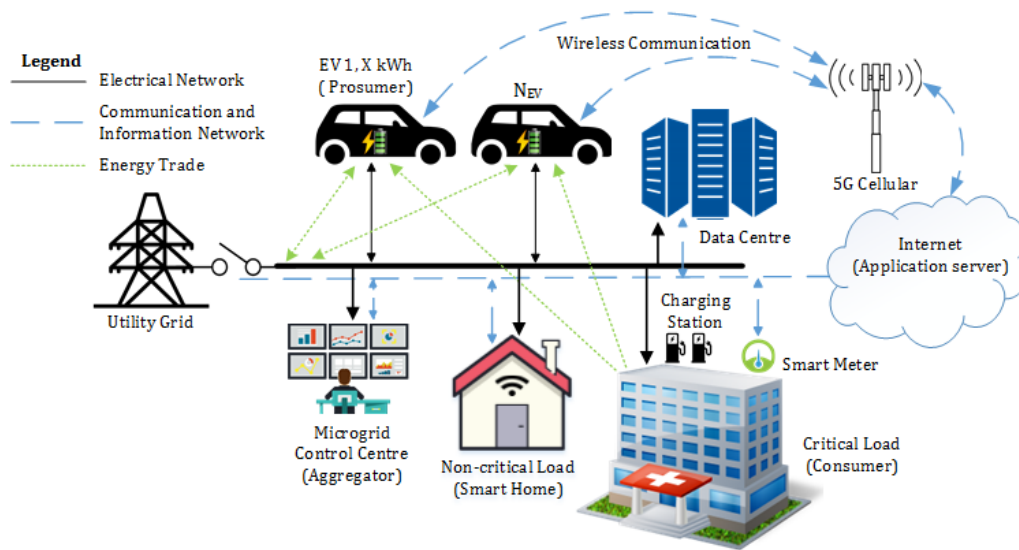 Legend
Electrical Network
Communication and
Information Network
Energy Trade
EV 1, X kWh
( Prosumer)
NEV
Wireless Communication
5G Cellular
Data Centre
Internet
(Application server)
Utility Grid
Charging
Station
Smart Meter
Microgrid
Control Centre
(Aggregator)
Non-critical Load
(Smart Home)
Critical Load
(Consumer)